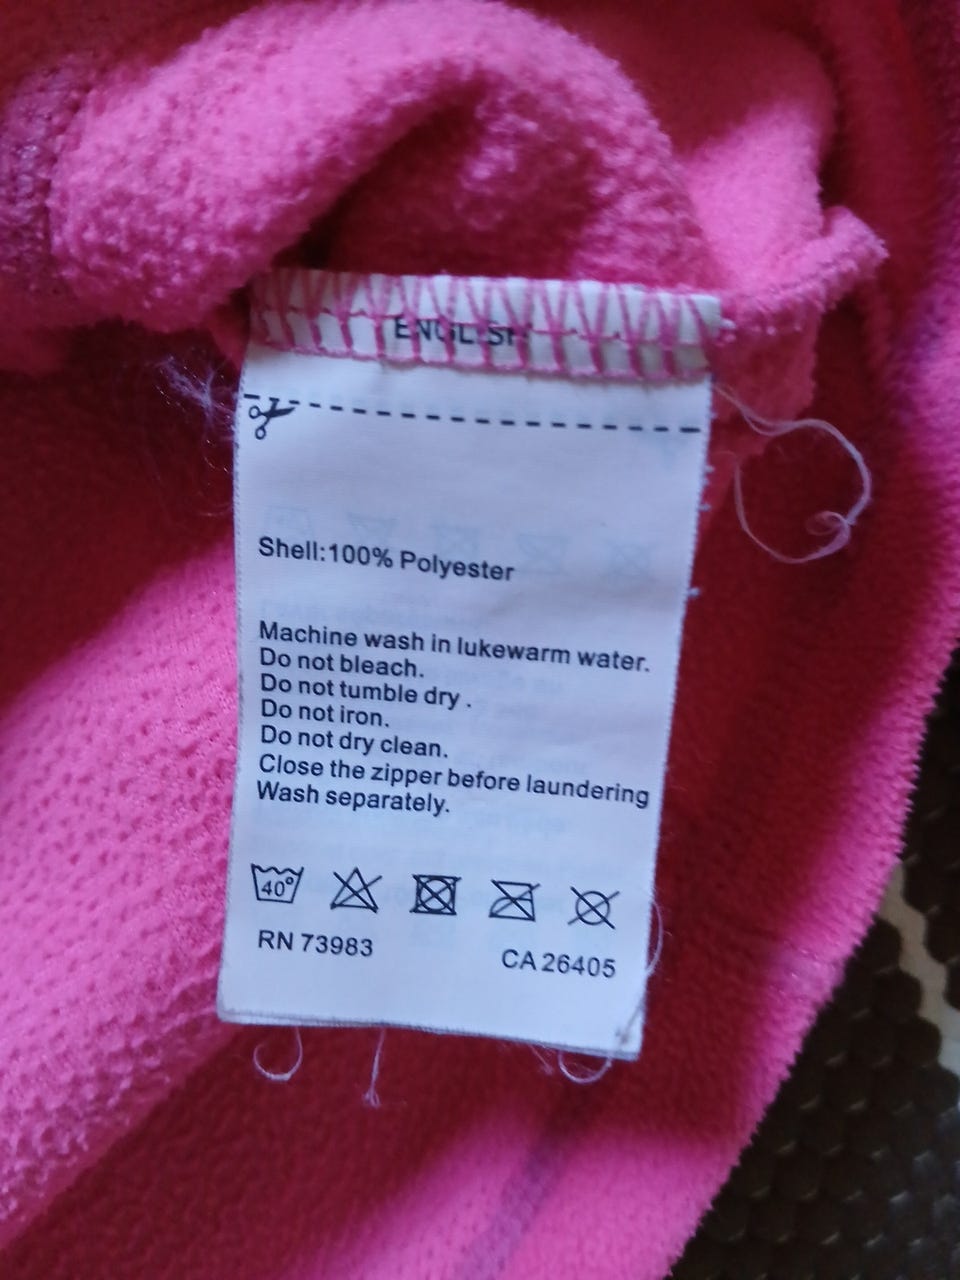 ENGLISH
Shell:100% Polyester
Machine wash in lukewarm water.
Do not bleach.
Do not tumble dry .
Do not iron.
Do not dry clean.
Close the zipper before laundering
Wash separately.
40°
RN 73983 CA 26405